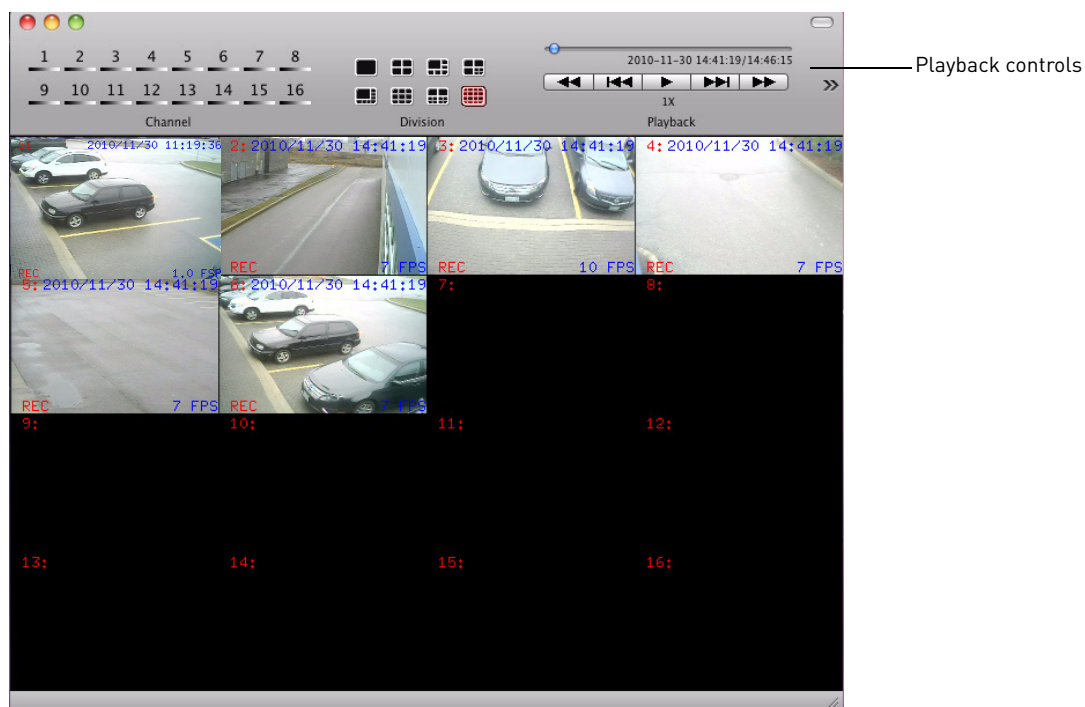 1 2 3 4 5 6 7 8
9 10 11 12 13 14 15 16
Channel
Division
2010-11-30 14:41:19/14:46:15
1X
Playback
Playback controls
2010/11/30 11:19:36
2: 2010/11/30 14:41:19
3: 2010/11/30 14:41:19
4: 2010/11/30 14:41:19
REC 1.0 FSP
REC 7 FPS
REC 10 FPS
REC 7 FPS
5: 2010/11/30 14:41:19
6: 2010/11/30 14:41:19
7:
8:
REC 7 FPS
REC 7 FPS
9:
10:
11:
12:
13:
14:
15:
16: